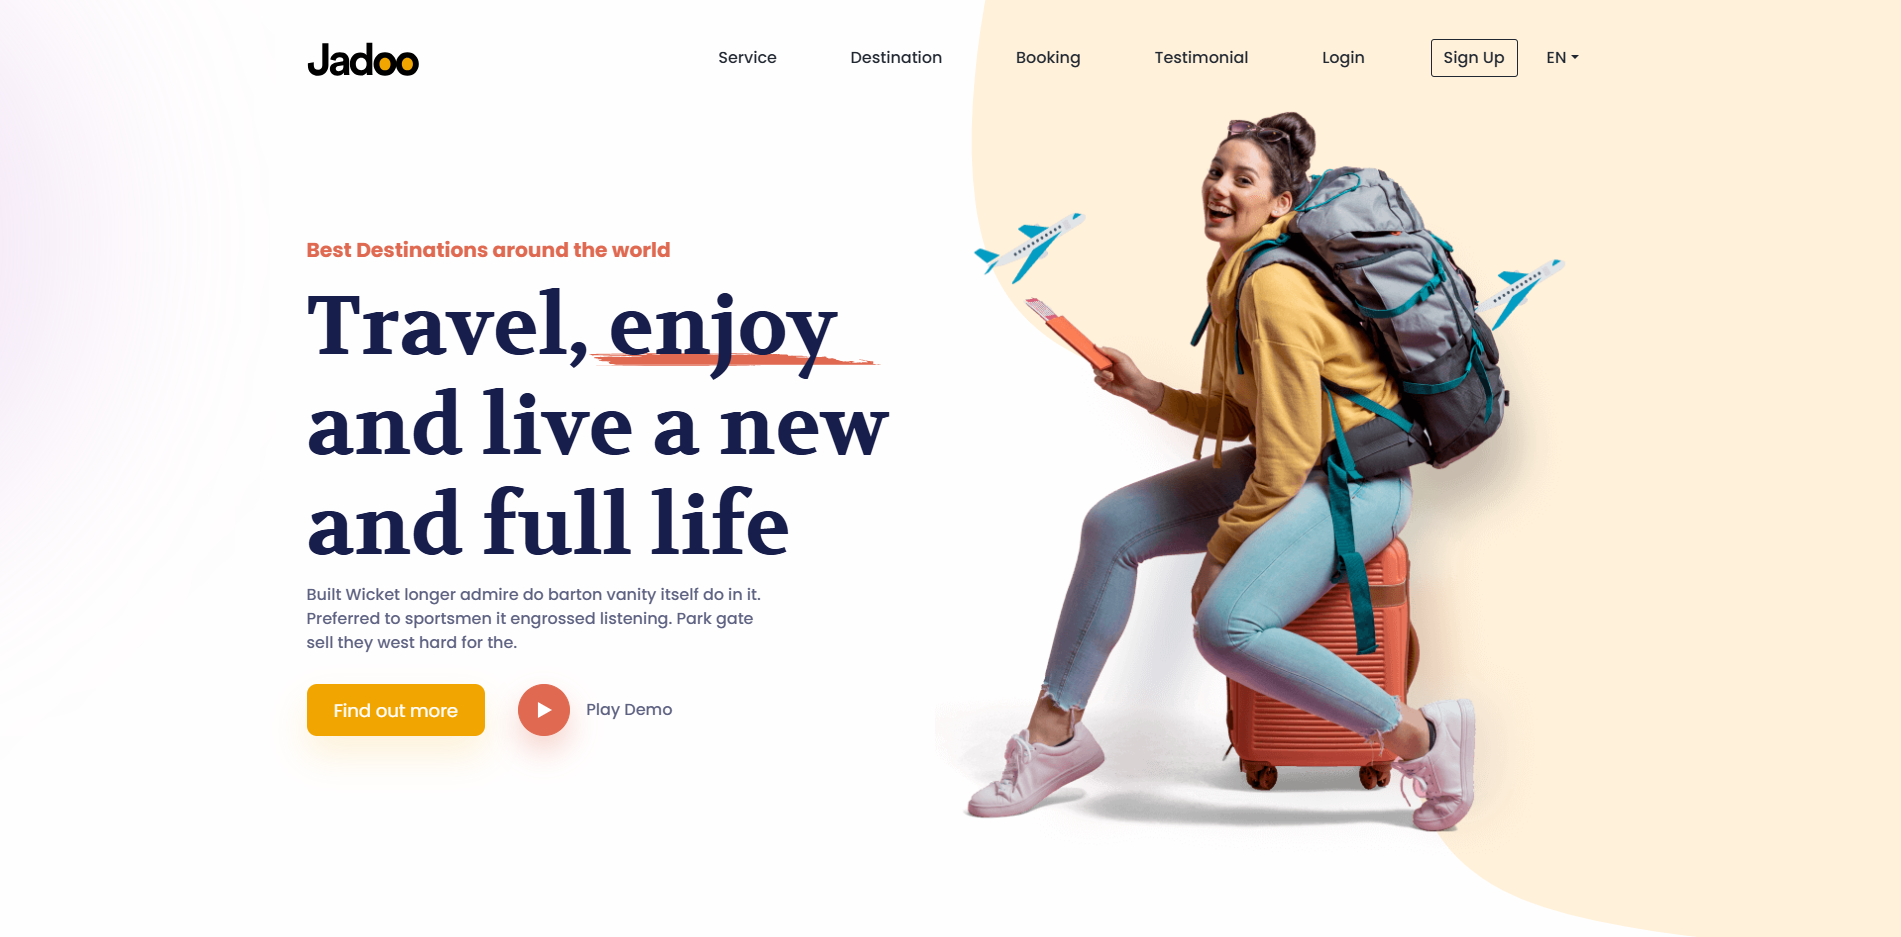 Jadoo
Service
Destination
Booking
Testimonial
Login
Sign Up
EN
Best Destinations around the world
Travel, enjoy
and live a new
and full life
Built Wicket longer admire do barton vanity itself do in it.
Preferred to sportsmen it engrossed listening. Park gate
sell they west hard for the.
Find out more
Play Demo